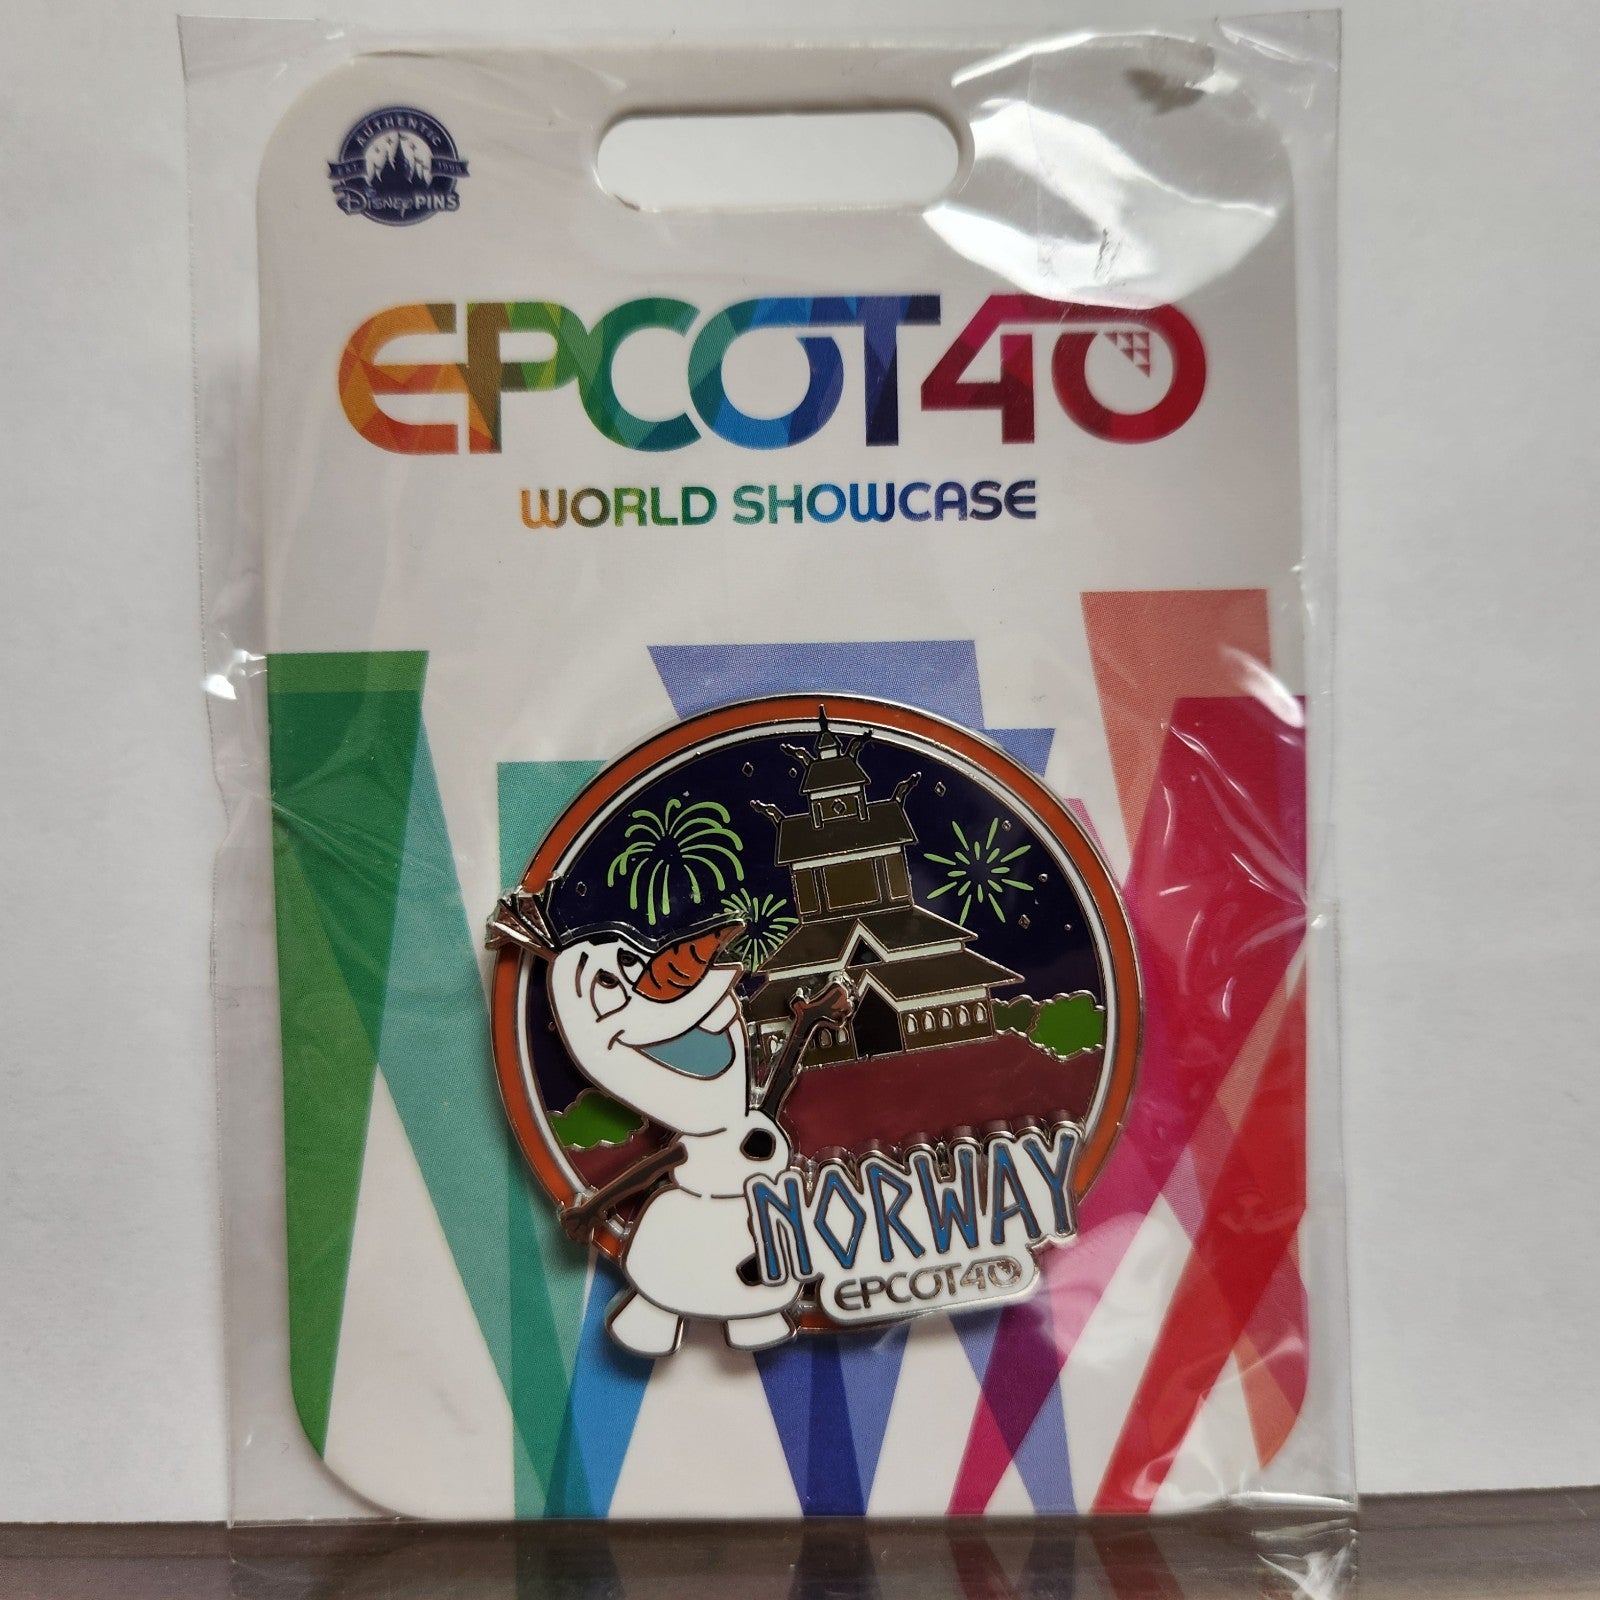 AUTHENTIC
EST. 1999
Disney PINS
EPCOT40
WORLD SHOWCASE
NORWAY
EPCOT40